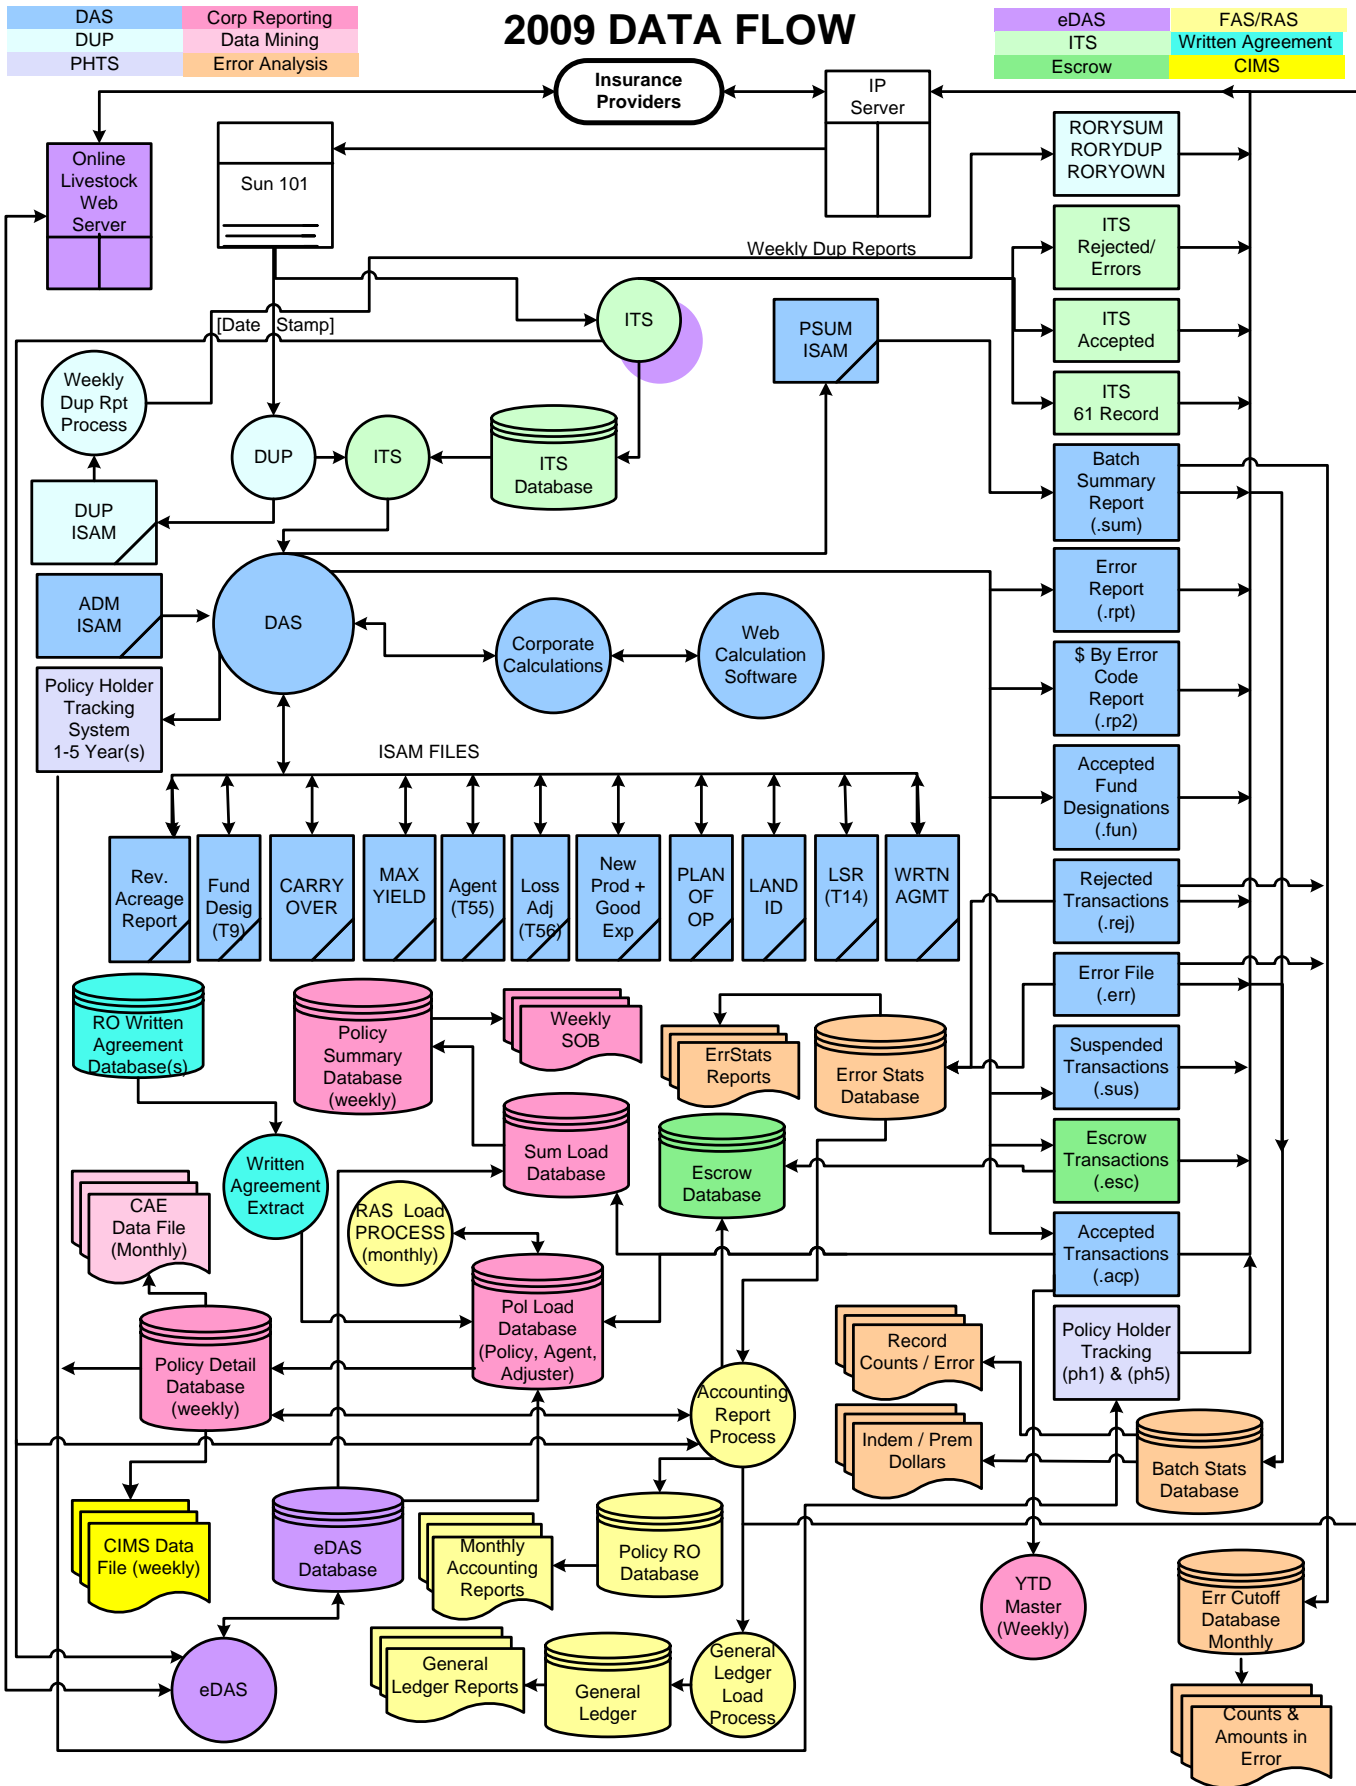 2009 DATA FLOW
DAS
Corp Reporting
DUP
Data Mining
PHTS
Error Analysis
eDAS
FAS/RAS
ITS
Written Agreement
Escrow
CIMS
Insurance
Providers
IP
Server
Online
Livestock
Web
Server
Sun 101
RORYSUM
RORYDUP
RORYOWN
Weekly Dup Reports
ITS
Rejected/
Errors
[Date Stamp]
ITS
PSUM
ISAM
ITS
Accepted
Weekly
Dup Rpt
Process
ITS
61 Record
DUP
ITS
ITS
Database
Batch
Summary
Report
(.sum)
DUP
ISAM
ADM
ISAM
DAS
Error
Report
(.rpt)
Corporate
Calculations
Web
Calculation
Software
$ By Error
Code
Report
(.rp2)
Policy Holder
Tracking
System
1-5 Year(s)
ISAM FILES
Accepted
Fund
Designations
(.fun)
Rev.
Acreage
Report
Fund
Desig
(T9)
CARRY
OVER
MAX
YIELD
Agent
(T55)
Loss
Adj
(T56)
New
Prod +
Good
Exp
PLAN
OF
OP
LAND
ID
LSR
(T14)
WRTN
AGMT
Rejected
Transactions
(.rej)
Error File
(.err)
RO Written
Agreement
Database(s)
Policy
Summary
Database
(weekly)
Weekly
SOB
ErrStats
Reports
Error Stats
Database
Suspended
Transactions
(.sus)
Written
Agreement
Extract
Sum Load
Database
Escrow
Database
Escrow
Transactions
(.esc)
CAE
Data File
(Monthly)
RAS Load
PROCESS
(monthly)
Accepted
Transactions
(.acp)
Pol Load
Database
(Policy, Agent,
Adjuster)
Policy Detail
Database
(weekly)
Record
Counts / Error
Policy Holder
Tracking
(ph1) & (ph5)
Accounting
Report
Process
Indem / Prem
Dollars
Batch Stats
Database
CIMS Data
File (weekly)
eDAS
Database
Monthly
Accounting
Reports
Policy RO
Database
YTD
Master
(Weekly)
Err Cutoff
Database
Monthly
eDAS
General
Ledger Reports
General
Ledger
General
Ledger
Load
Process
Counts &
Amounts in
Error